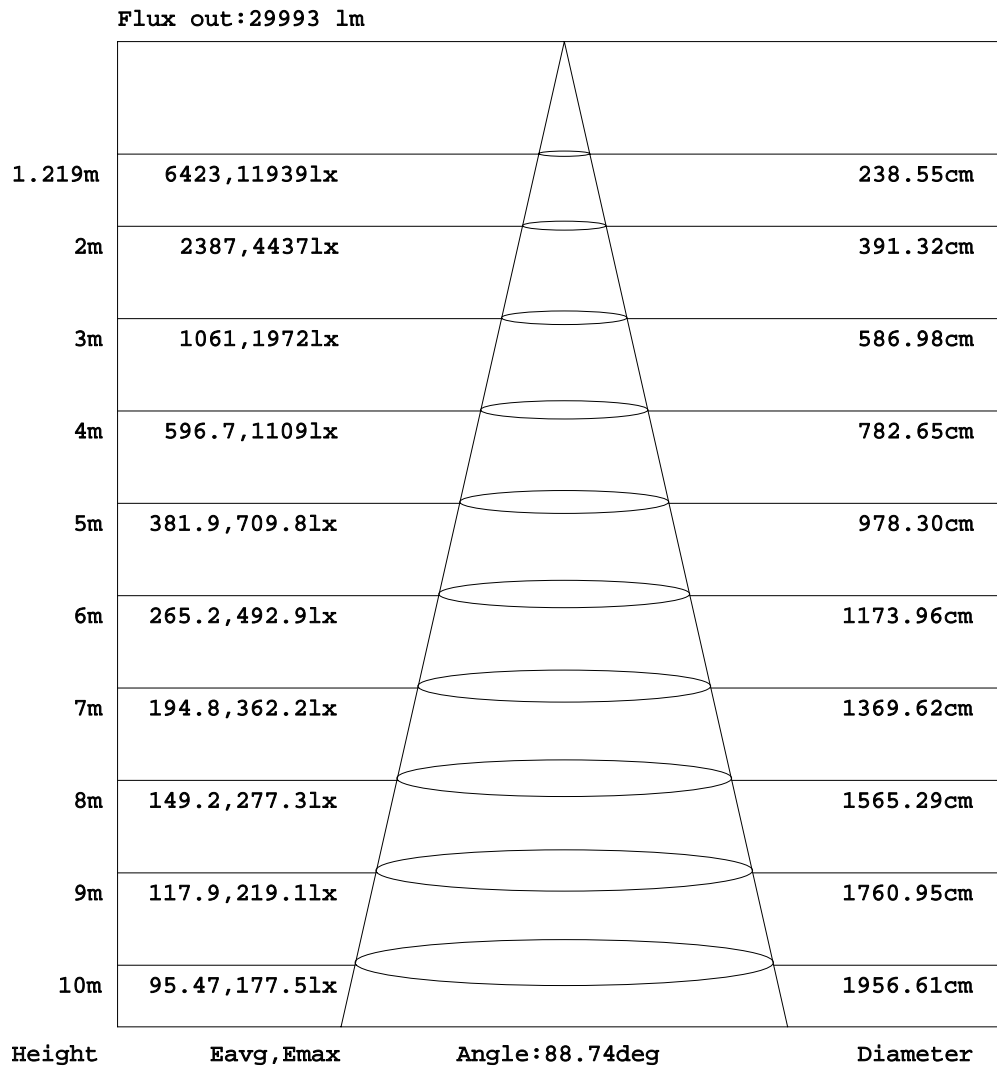 Flux out:29993 lm
1.219m 6423,11939lx 238.55cm
2m 2387,4437lx 391.32cm
3m 1061,1972lx 586.98cm
4m 596.7,1109lx 782.65cm
5m 381.9,709.8lx 978.30cm
6m 265.2,492.9lx 1173.96cm
7m 194.8,362.2lx 1369.62cm
8m 149.2,277.3lx 1565.29cm
9m 117.9,219.1lx 1760.95cm
10m 95.47,177.5lx 1956.61cm
Height Eavg,Emax Angle:88.74deg Diameter